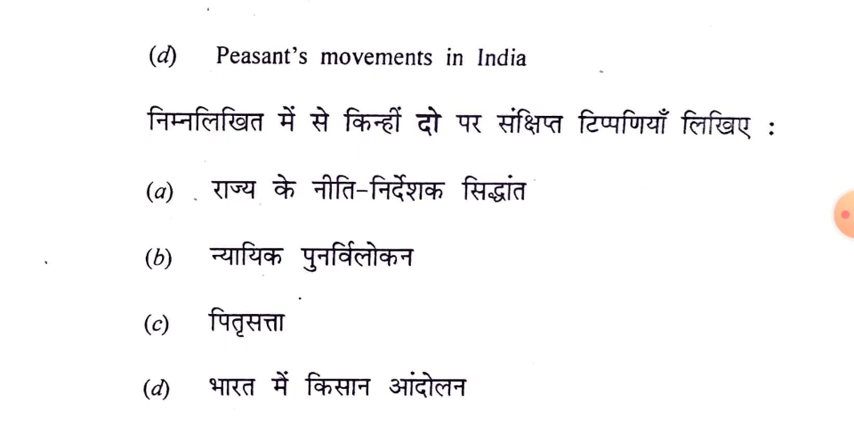 (d) Peasant's movements in India
निम्नलिखित में से किन्हीं दो पर संक्षिप्त टिप्पणियाँ लिखिए :
(a) राज्य के नीति-निर्देशक सिद्धांत
(b) न्यायिक पुनर्विलोकन
(c) पितृसत्ता
(d) भारत में किसान आंदोलन